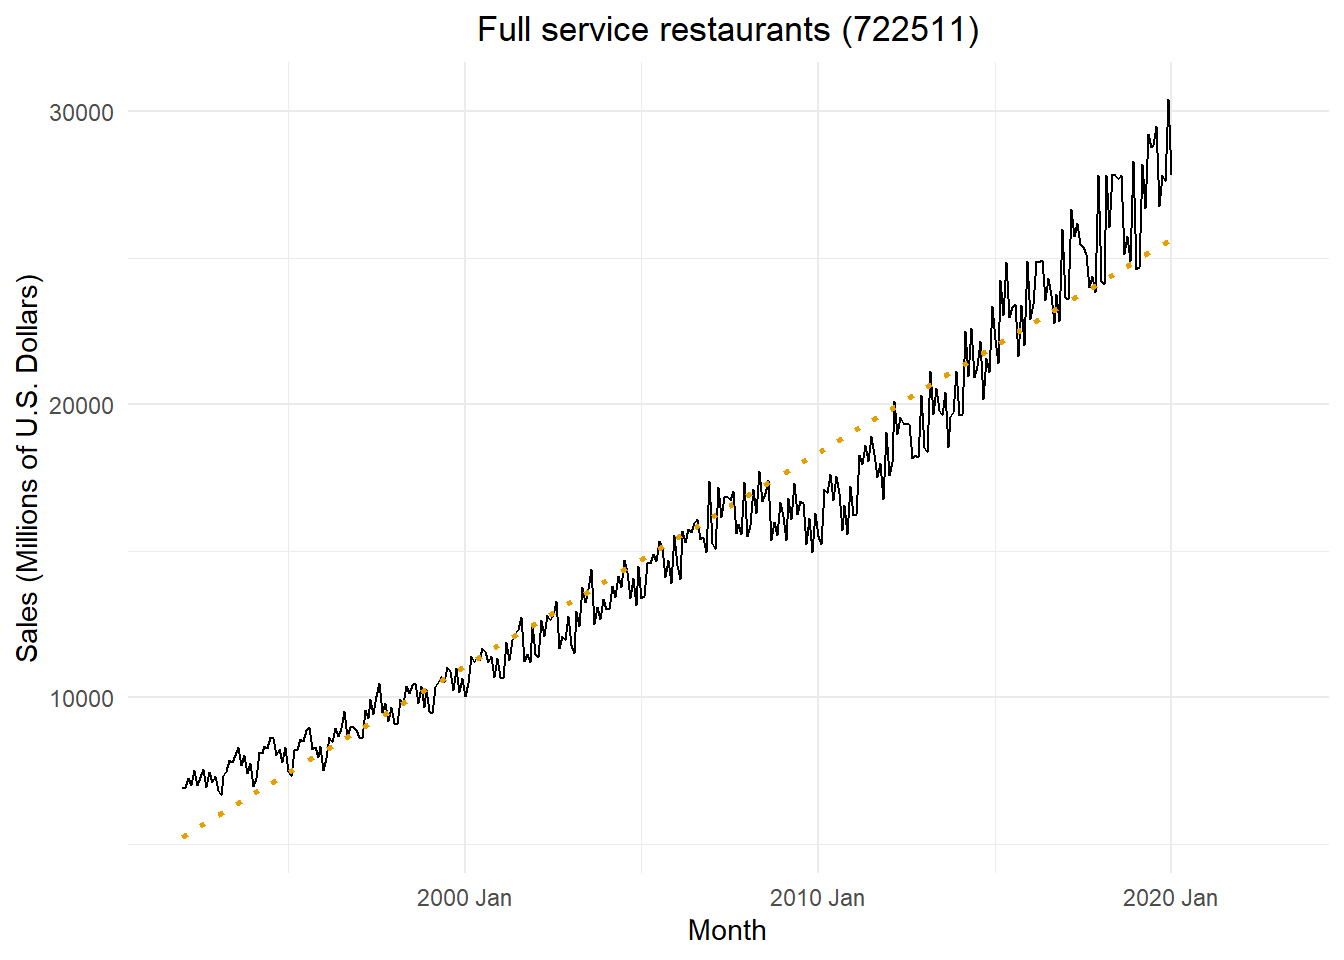 Full service restaurants (722511)
Sales (Millions of U.S. Dollars)
30000
20000
10000
2000 Jan
2010 Jan
2020 Jan
Month